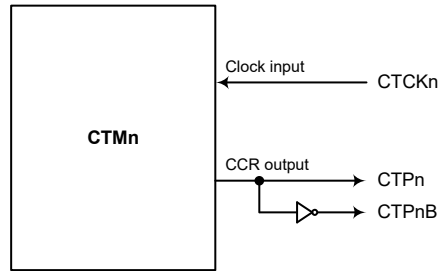 Clock input
CTCKn
CTMn
CCR output
CTPn
CTPnB